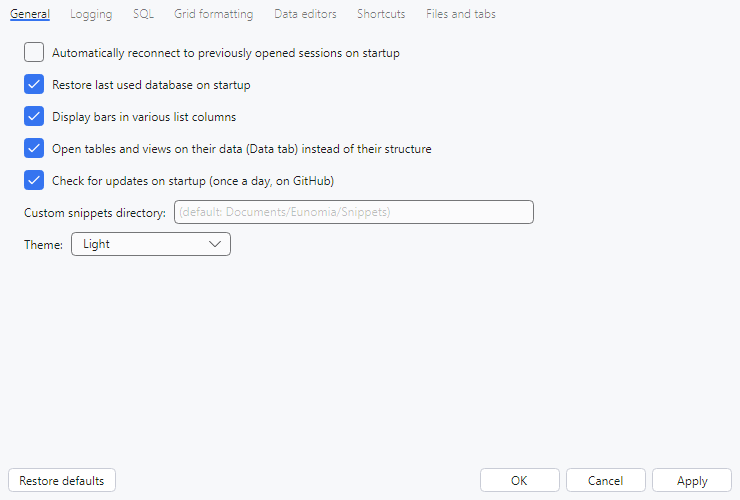 General Logging SQL Grid formatting Data editors Shortcuts Files and tabs
Automatically reconnect to previously opened sessions on startup
Restore last used database on startup
Display bars in various list columns
Open tables and views on their data (Data tab) instead of their structure
Check for updates on startup (once a day, on GitHub)
Custom snippets directory: (default: Documents/Eunomia/Snippets)
Theme: Light
Restore defaults OK Cancel Apply